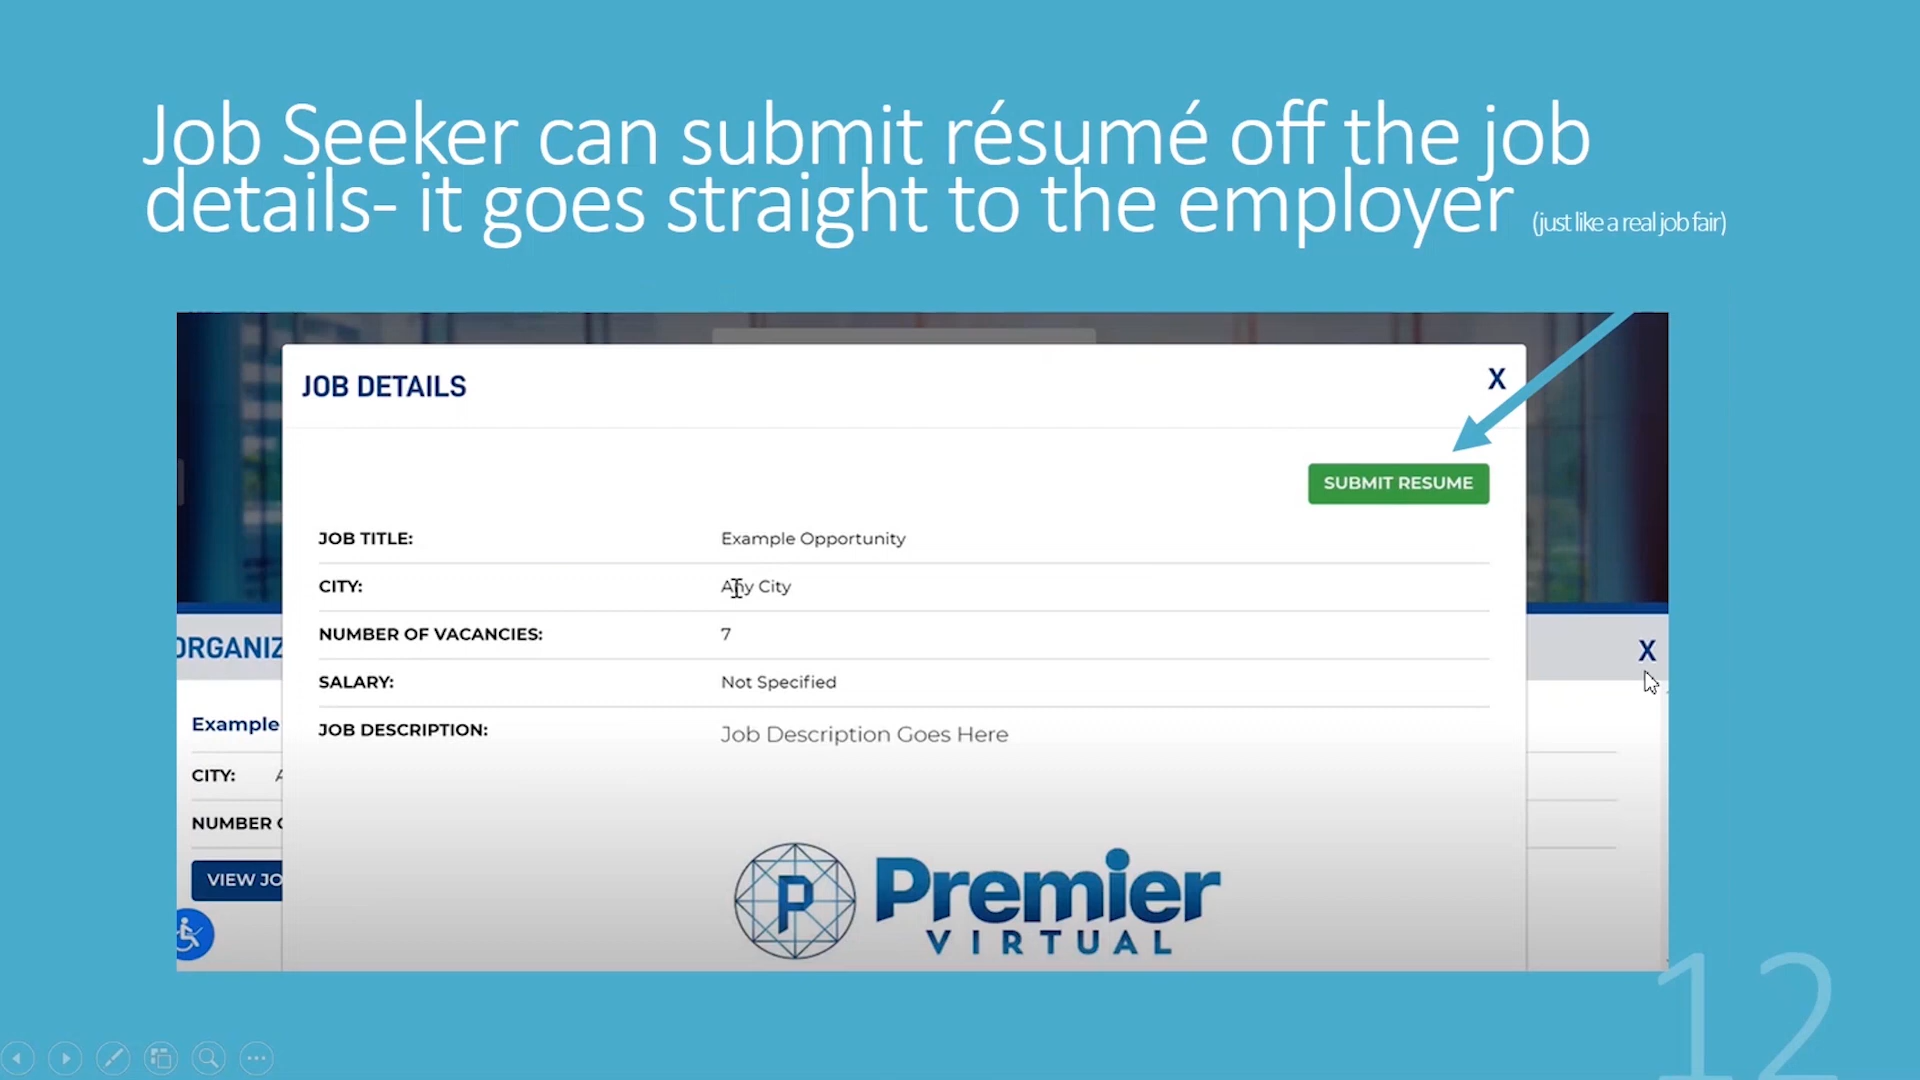 Job Seeker can submit résumé off the job
details- it goes straight to the employer (just like a real job fair)
JOB DETAILS
X
SUBMIT RESUME
JOB TITLE: Example Opportunity
CITY: Any City
NUMBER OF VACANCIES: 7
SALARY: Not Specified
JOB DESCRIPTION: Job Description Goes Here
ORGANIZ
X
Example
CITY: A
NUMBER
VIEW JO
P
Premier
VIRTUAL
12